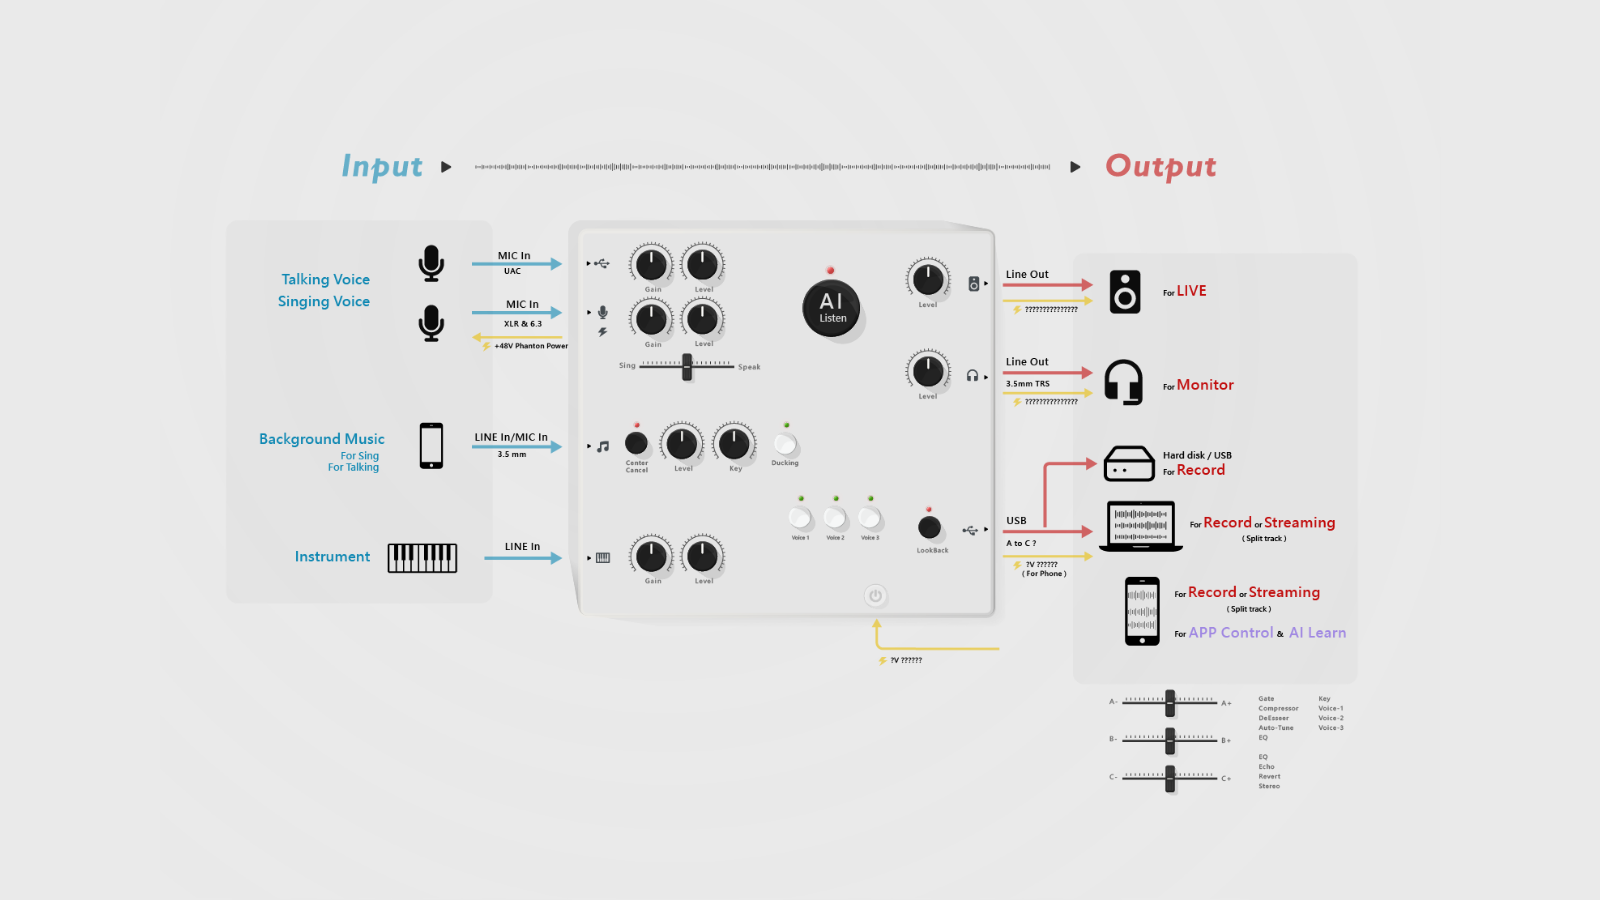 Input
Output
Talking Voice
Singing Voice
MIC In
UAC
MIC In
XLR & 6.3
+48V Phanton Power
Background Music
For Sing
For Talking
LINE In/MIC In
3.5 mm
Instrument
LINE In
Gain
Level
Gain
Level
Sing
Speak
Center
Cancel
Level
Key
Ducking
Gain
Level
AI
Listen
Level
Level
Voice 1
Voice 2
Voice 3
LookBack
?V ??????
Line Out
??????????????
For LIVE
Line Out
3.5mm TRS
??????????????
For Monitor
Hard disk / USB
For Record
USB
A to C ?
?V ??????
( For Phone )
For Record or Streaming
( Split track )
For Record or Streaming
( Split track )
For APP Control & AI Learn
A-
A+
B-
B+
C-
C+
Gate
Compressor
DeEsseer
Auto-Tune
EQ
Key
Voice-1
Voice-2
Voice-3
EQ
Echo
Revert
Stereo